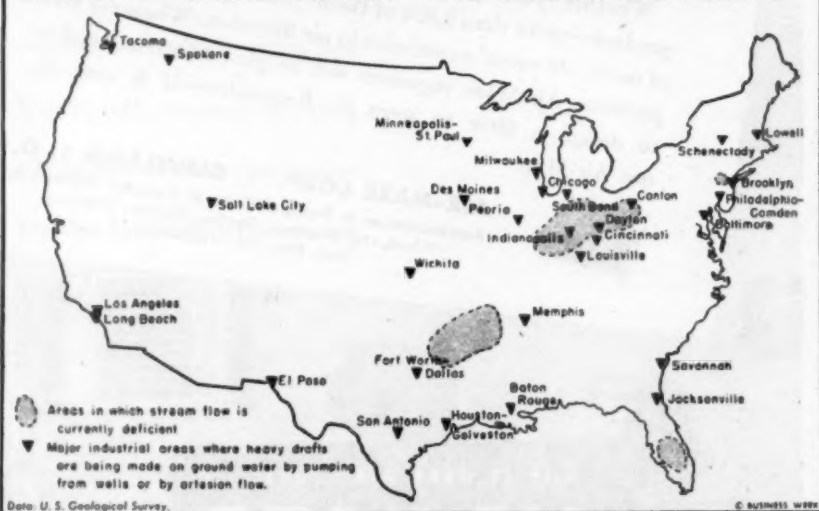 Tacoma
Spokane
Minneapolis-
St. Paul
Lowell
Schenectady
Milwaukee
Chicago
Brooklyn
Des Moines
South Bend
Canton
Philadelphia-
Camden
Salt Lake City
Peoria
Dayton
Baltimore
Indianapolis
Cincinnati
Louisville
Wichita
Los Angeles
Long Beach
Memphis
Fort Worth
Dallas
Savannah
El Paso
Baton
Rouge
Jacksonville
San Antonio
Houston-
Galveston
Areas in which stream flow is
currently deficient
Major industrial areas where heavy drafts
are being made on ground water by pumping
from wells or by artesian flow.
Data: U. S. Geological Survey.
© BUSINESS WEEK